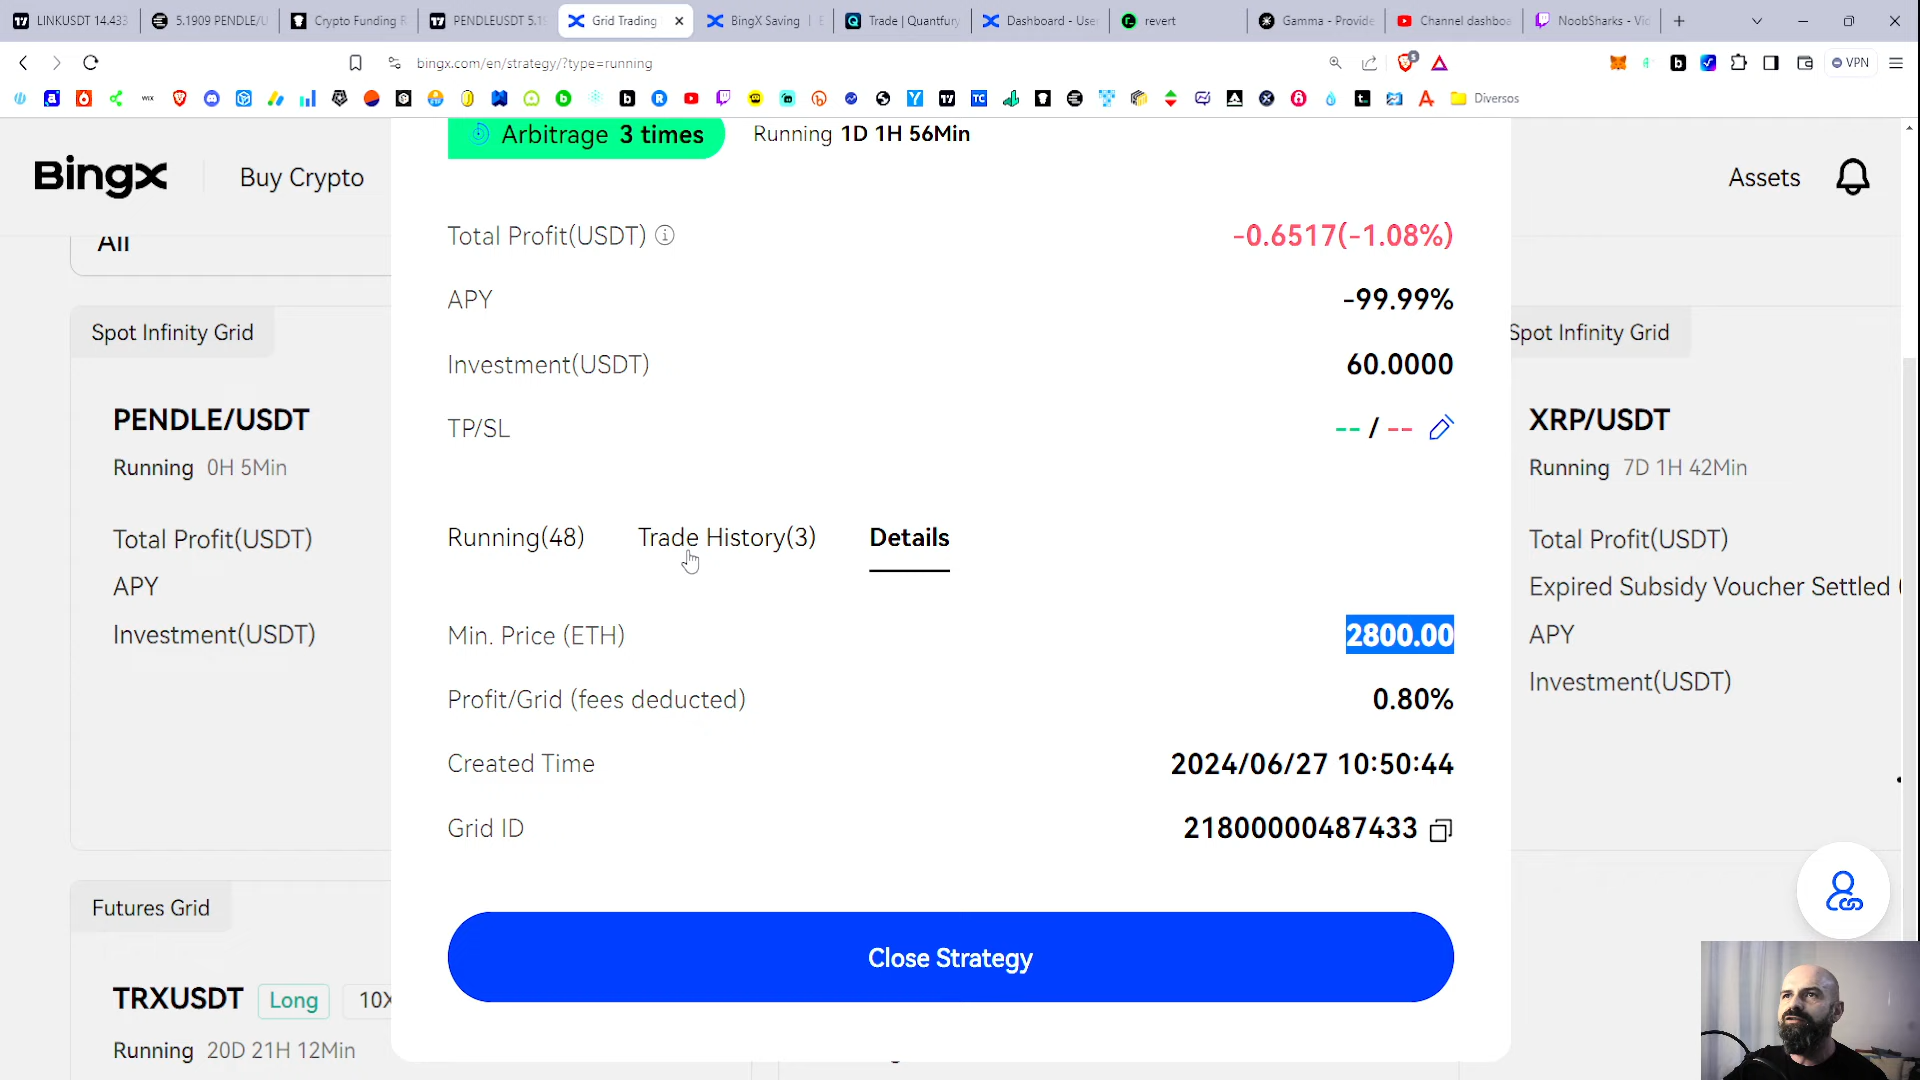 LINKUSDT 14.433
5.1909 PENDLE/U
Crypto Funding R
PENDLEUSDT 5.19
Grid Trading
BingX Saving | E
Trade | Quantfury
Dashboard - Use
revert
Gamma - Provide
Channel dashboa
NoobSharks - Vid
bingx.com/en/strategy/?type=running
VPN
Diversos
BingX
Buy Crypto
Assets
Arbitrage 3 times
Running 1D 1H 56Min
All
Total Profit(USDT)
-0.6517(-1.08%)
APY
-99.99%
Investment(USDT)
60.0000
TP/SL
-- / --
Running(48)
Trade History(3)
Details
Min. Price (ETH)
2800.00
Profit/Grid (fees deducted)
0.80%
Created Time
2024/06/27 10:50:44
Grid ID
21800000487433
Close Strategy
Spot Infinity Grid
PENDLE/USDT
Running 0H 5Min
Total Profit(USDT)
APY
Investment(USDT)
Spot Infinity Grid
XRP/USDT
Running 7D 1H 42Min
Total Profit(USDT)
Expired Subsidy Voucher Settled (
APY
Investment(USDT)
Futures Grid
TRXUSDT Long 10X
Running 20D 21H 12Min